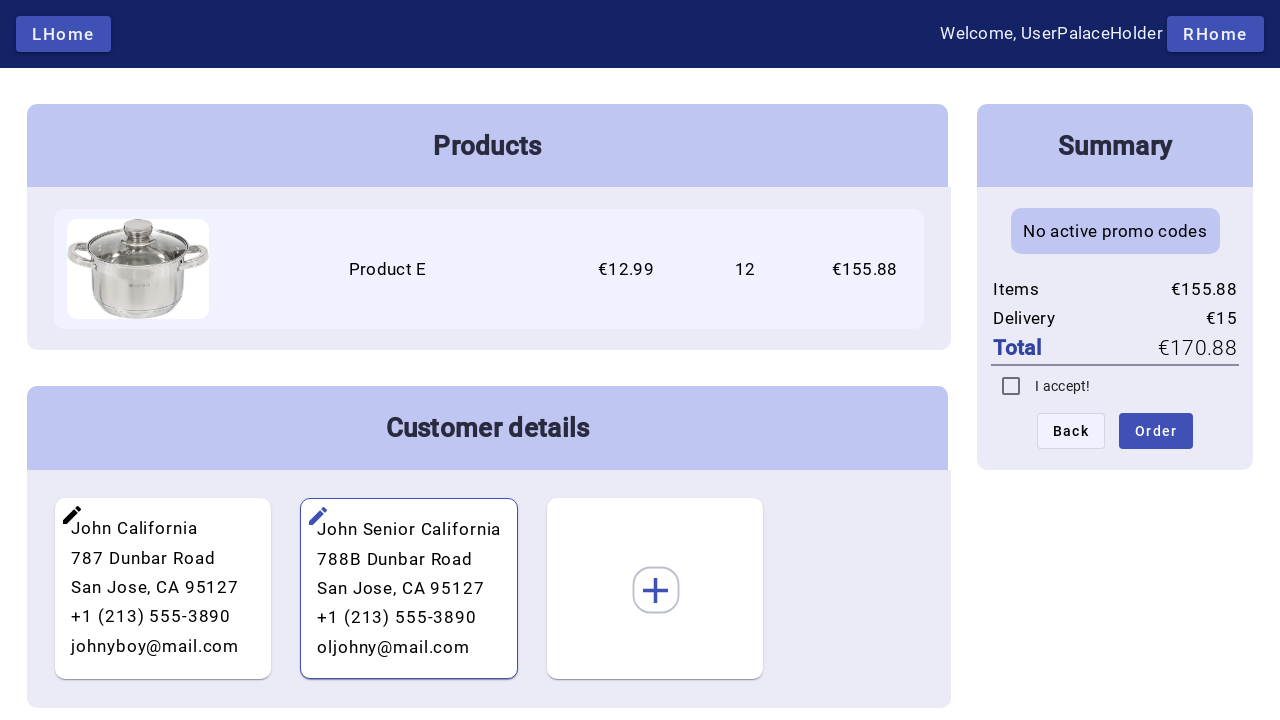 LHome
Welcome, UserPalaceHolder
RHome
Products
Product E €12.99 12 €155.88
Customer details
John California
787 Dunbar Road
San Jose, CA 95127
+1 (213) 555-3890
johnyboy@mail.com
John Senior California
788B Dunbar Road
San Jose, CA 95127
+1 (213) 555-3890
oljohny@mail.com
Summary
No active promo codes
Items €155.88
Delivery €15
Total €170.88
I accept!
Back
Order